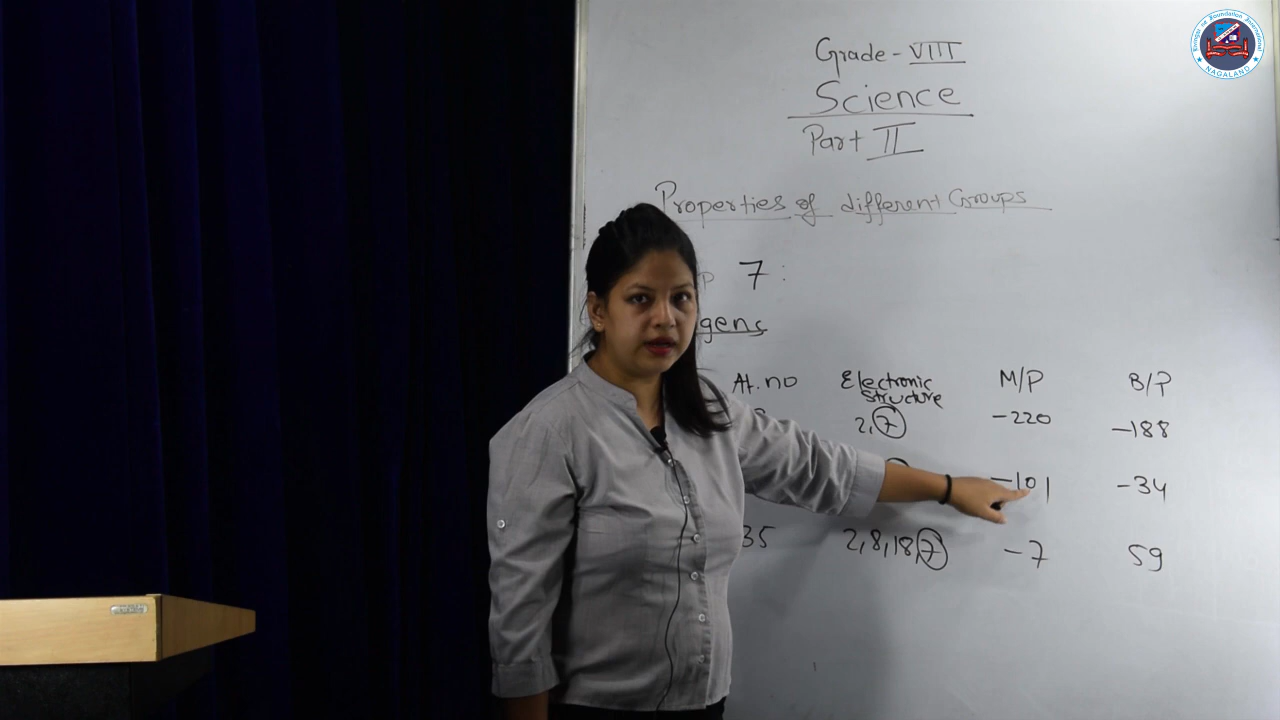 Grade - VIII
Science
Part II
Properties of different Groups
p 7 :
gens
At.no Electronic Structure M/P B/P
2,7 -220 -188
-101 -34
35 2,8,18,7 -7 59
NAGALAND